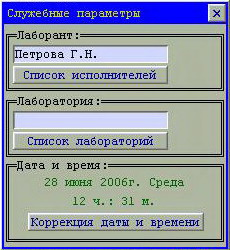 Служебные параметры
Лаборант:
Петрова Г.Н.
Список исполнителей
Лаборатория:
Список лабораторий
Дата и время:
28 июня 2006г. Среда
12 ч.: 31 м.
Коррекция даты и времени